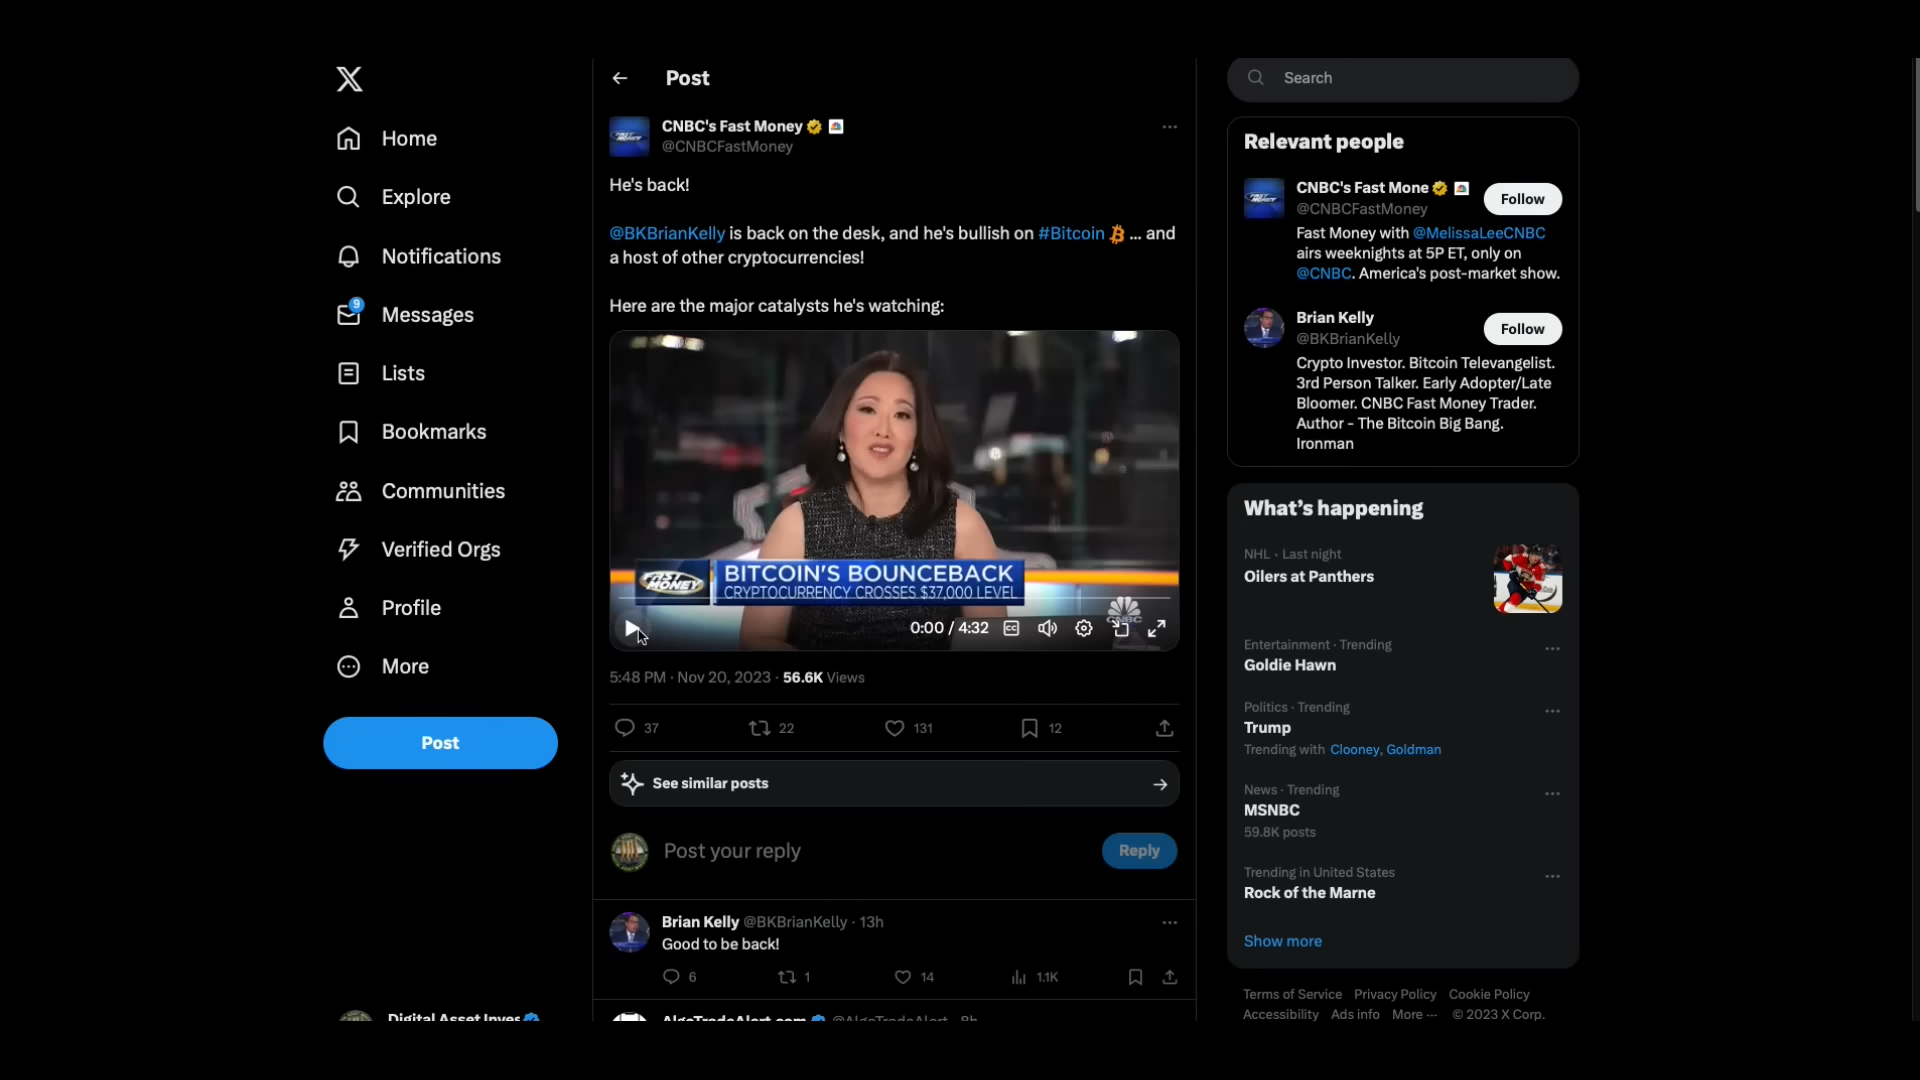 Home
Explore
Notifications
9
Messages
Lists
Bookmarks
Communities
Verified Orgs
Profile
More
Post
Digital Asset Inves
Post
CNBC's Fast Money
@CNBCFastMoney
He's back!
@BKBrianKelly is back on the desk, and he's bullish on #Bitcoin ... and
a host of other cryptocurrencies!
Here are the major catalysts he's watching:
FAST MONEY
BITCOIN'S BOUNCEBACK
CRYPTOCURRENCY CROSSES $37,000 LEVEL
CNBC
0:00 / 4:32
CC
5:48 PM · Nov 20, 2023 · 56.6K Views
37
22
131
12
See similar posts
Post your reply
Reply
Brian Kelly @BKBrianKelly · 13h
Good to be back!
6
1
14
1.1K
AlgoTradeAlert.com @AlgoTradeAlert · 8h
Search
Relevant people
CNBC's Fast Mone
@CNBCFastMoney
Follow
Fast Money with @MelissaLeeCNBC
airs weeknights at 5P ET, only on
@CNBC. America's post-market show.
Brian Kelly
@BKBrianKelly
Follow
Crypto Investor. Bitcoin Televangelist.
3rd Person Talker. Early Adopter/Late
Bloomer. CNBC Fast Money Trader.
Author - The Bitcoin Big Bang.
Ironman
What's happening
NHL · Last night
Oilers at Panthers
Entertainment · Trending
Goldie Hawn
Politics · Trending
Trump
Trending with Clooney, Goldman
News · Trending
MSNBC
59.8K posts
Trending in United States
Rock of the Marne
Show more
Terms of Service Privacy Policy Cookie Policy
Accessibility Ads info More ... © 2023 X Corp.